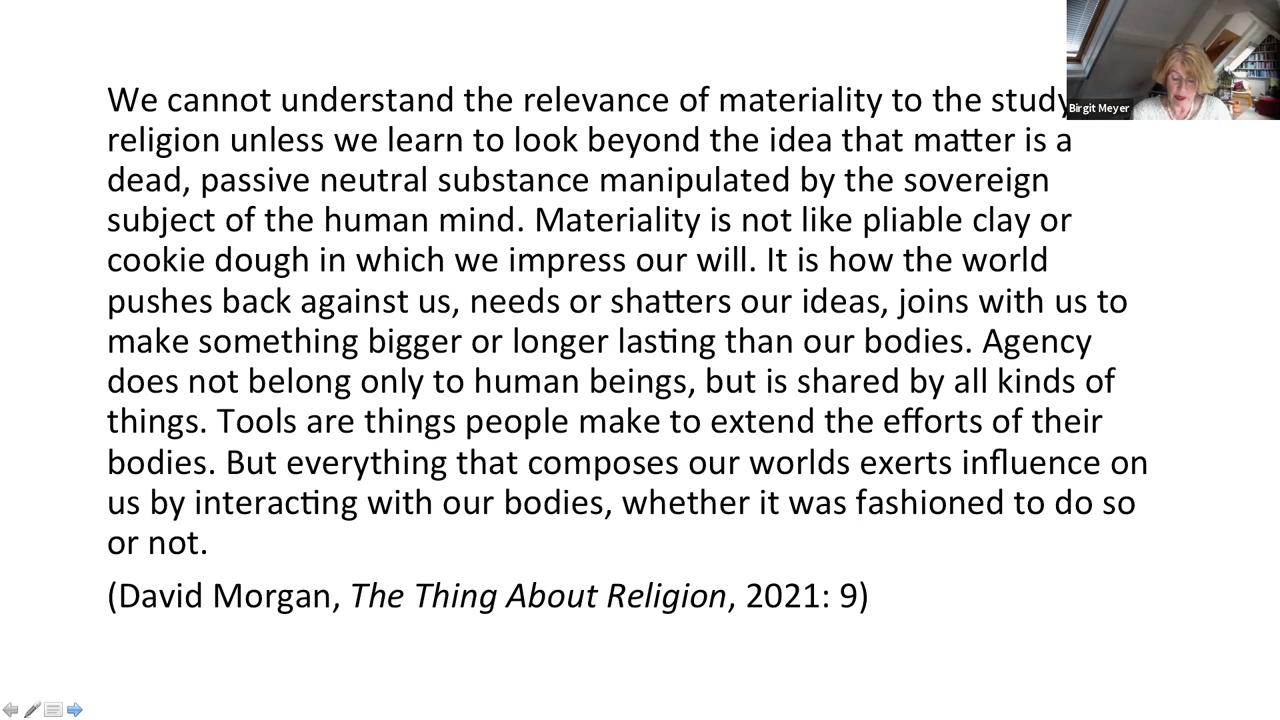 We cannot understand the relevance of materiality to the study
religion unless we learn to look beyond the idea that matter is a
dead, passive neutral substance manipulated by the sovereign
subject of the human mind. Materiality is not like pliable clay or
cookie dough in which we impress our will. It is how the world
pushes back against us, needs or shatters our ideas, joins with us to
make something bigger or longer lasting than our bodies. Agency
does not belong only to human beings, but is shared by all kinds of
things. Tools are things people make to extend the efforts of their
bodies. But everything that composes our worlds exerts influence on
us by interacting with our bodies, whether it was fashioned to do so
or not.
(David Morgan, The Thing About Religion, 2021: 9)
Birgit Meyer